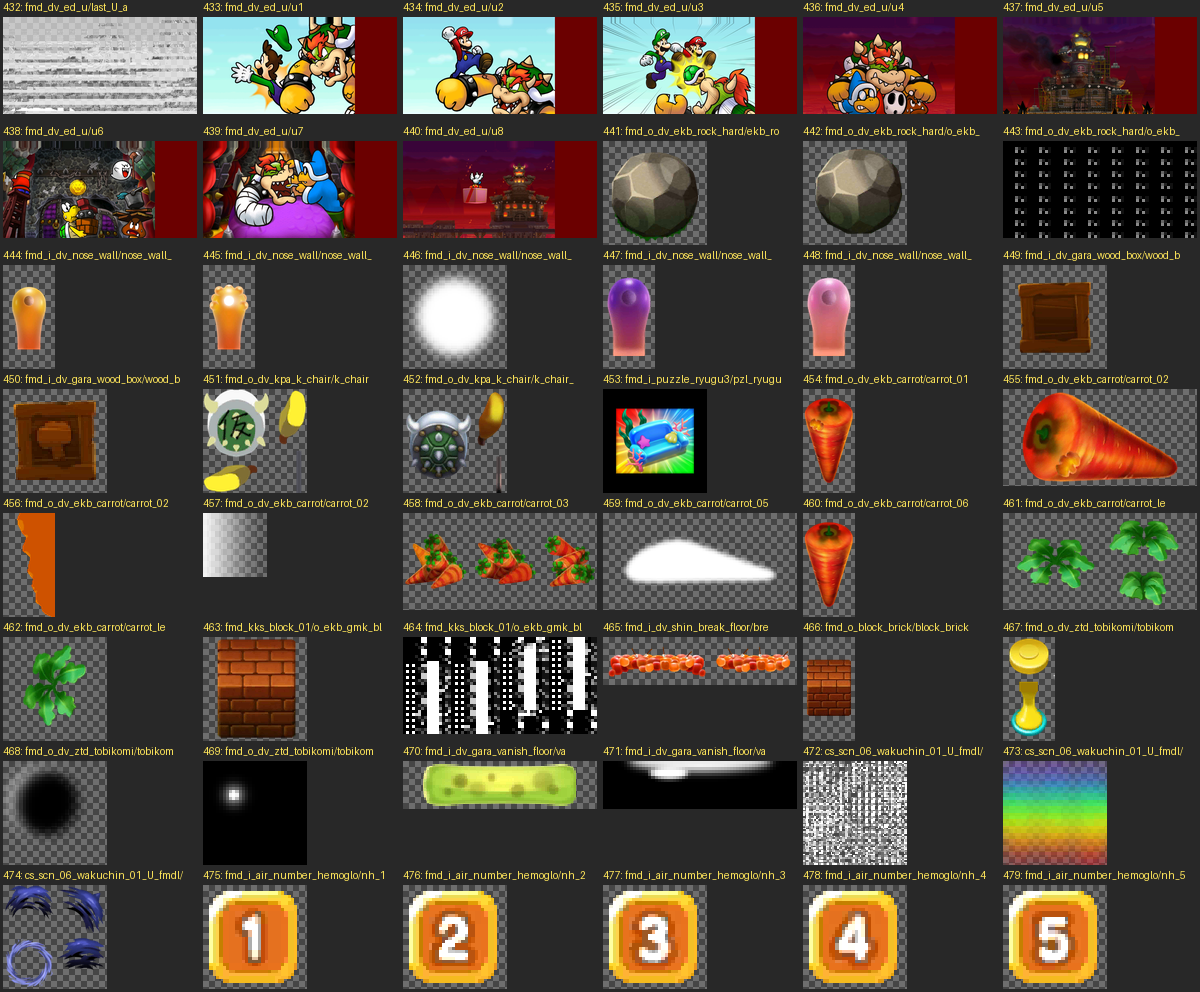 432: fmd_dv_ed_u/last_U_a
433: fmd_dv_ed_u/u1
434: fmd_dv_ed_u/u2
435: fmd_dv_ed_u/u3
436: fmd_dv_ed_u/u4
437: fmd_dv_ed_u/u5
438: fmd_dv_ed_u/u6
439: fmd_dv_ed_u/u7
440: fmd_dv_ed_u/u8
441: fmd_o_dv_ekb_rock_hard/ekb_ro
442: fmd_o_dv_ekb_rock_hard/o_ekb_
443: fmd_o_dv_ekb_rock_hard/o_ekb_
444: fmd_i_dv_nose_wall/nose_wall_
445: fmd_i_dv_nose_wall/nose_wall_
446: fmd_i_dv_nose_wall/nose_wall_
447: fmd_i_dv_nose_wall/nose_wall_
448: fmd_i_dv_nose_wall/nose_wall_
449: fmd_i_dv_gara_wood_box/wood_b
450: fmd_i_dv_gara_wood_box/wood_b
451: fmd_o_dv_kpa_k_chair/k_chair
452: fmd_o_dv_kpa_k_chair/k_chair_
453: fmd_i_puzzle_ryugu3/pzl_ryugu
454: fmd_o_dv_ekb_carrot/carrot_01
455: fmd_o_dv_ekb_carrot/carrot_02
仮
456: fmd_o_dv_ekb_carrot/carrot_02
457: fmd_o_dv_ekb_carrot/carrot_02
458: fmd_o_dv_ekb_carrot/carrot_03
459: fmd_o_dv_ekb_carrot/carrot_05
460: fmd_o_dv_ekb_carrot/carrot_06
461: fmd_o_dv_ekb_carrot/carrot_le
462: fmd_o_dv_ekb_carrot/carrot_le
463: fmd_kks_block_01/o_ekb_gmk_bl
464: fmd_kks_block_01/o_ekb_gmk_bl
465: fmd_i_dv_shin_break_floor/bre
466: fmd_o_block_brick/block_brick
467: fmd_o_dv_ztd_tobikomi/tobikom
468: fmd_o_dv_ztd_tobikomi/tobikom
469: fmd_o_dv_ztd_tobikomi/tobikom
470: fmd_i_dv_gara_vanish_floor/va
471: fmd_i_dv_gara_vanish_floor/va
472: cs_scn_06_wakuchin_01_U_fmdl/
473: cs_scn_06_wakuchin_01_U_fmdl/
474: cs_scn_06_wakuchin_01_U_fmdl/
475: fmd_i_air_number_hemoglo/nh_1
476: fmd_i_air_number_hemoglo/nh_2
477: fmd_i_air_number_hemoglo/nh_3
478: fmd_i_air_number_hemoglo/nh_4
479: fmd_i_air_number_hemoglo/nh_5
1
2
3
4
5